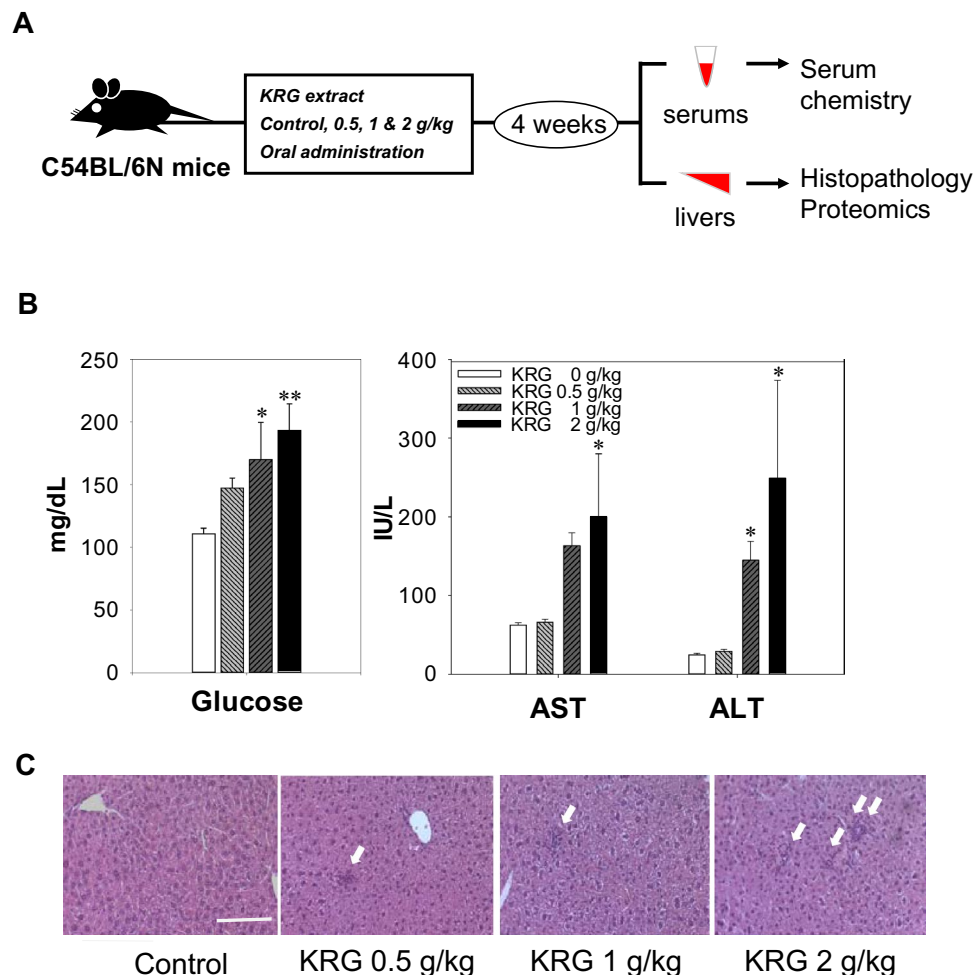 A
KRG extract
Control, 0.5, 1 & 2 g/kg
Oral administration
C54BL/6N mice
4 weeks
serums
livers
Serum
chemistry
Histopathology
Proteomics
B
250
200
150
100
50
0
mg/dL
* **
Glucose
400
300
200
100
0
IU/L
KRG 0 g/kg
KRG 0.5 g/kg
KRG 1 g/kg
KRG 2 g/kg
* * *
AST ALT
C
Control KRG 0.5 g/kg KRG 1 g/kg KRG 2 g/kg